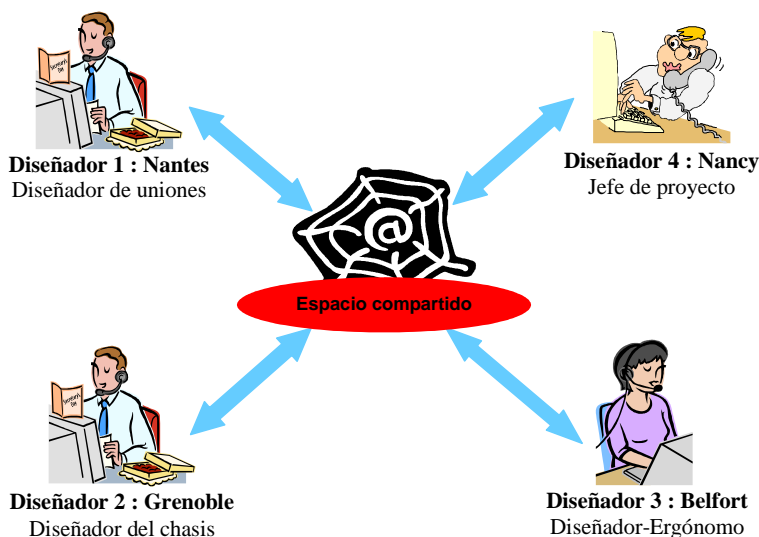 Diseñador 1 : Nantes
Diseñador de uniones
Diseñador 4 : Nancy
Jefe de proyecto
@
Espacio compartido
Diseñador 2 : Grenoble
Diseñador del chasis
Diseñador 3 : Belfort
Diseñador-Ergónomo